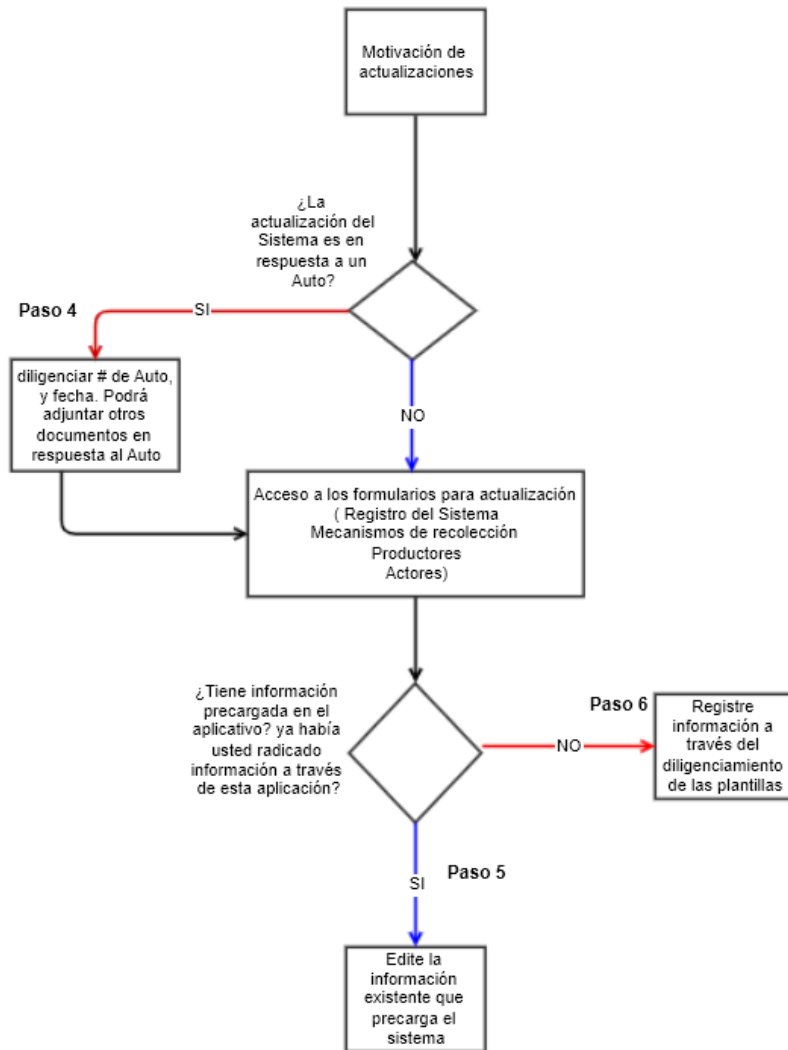 Motivación de
actualizaciones
¿La
actualización del
Sistema es en
respuesta a un
Auto?
Paso 4
SI
diligenciar # de Auto,
y fecha. Podrá
adjuntar otros
documentos en
respuesta al Auto
NO
Acceso a los formularios para actualización
( Registro del Sistema
Mecanismos de recolección
Productores
Actores)
¿Tiene información
precargada en el
aplicativo? ya había
usted radicado
información a través
de esta aplicación?
Paso 6
NO
Registre
información a
través del
diligenciamiento
de las plantillas
Paso 5
SI
Edite la
información
existente que
precarga el
sistema